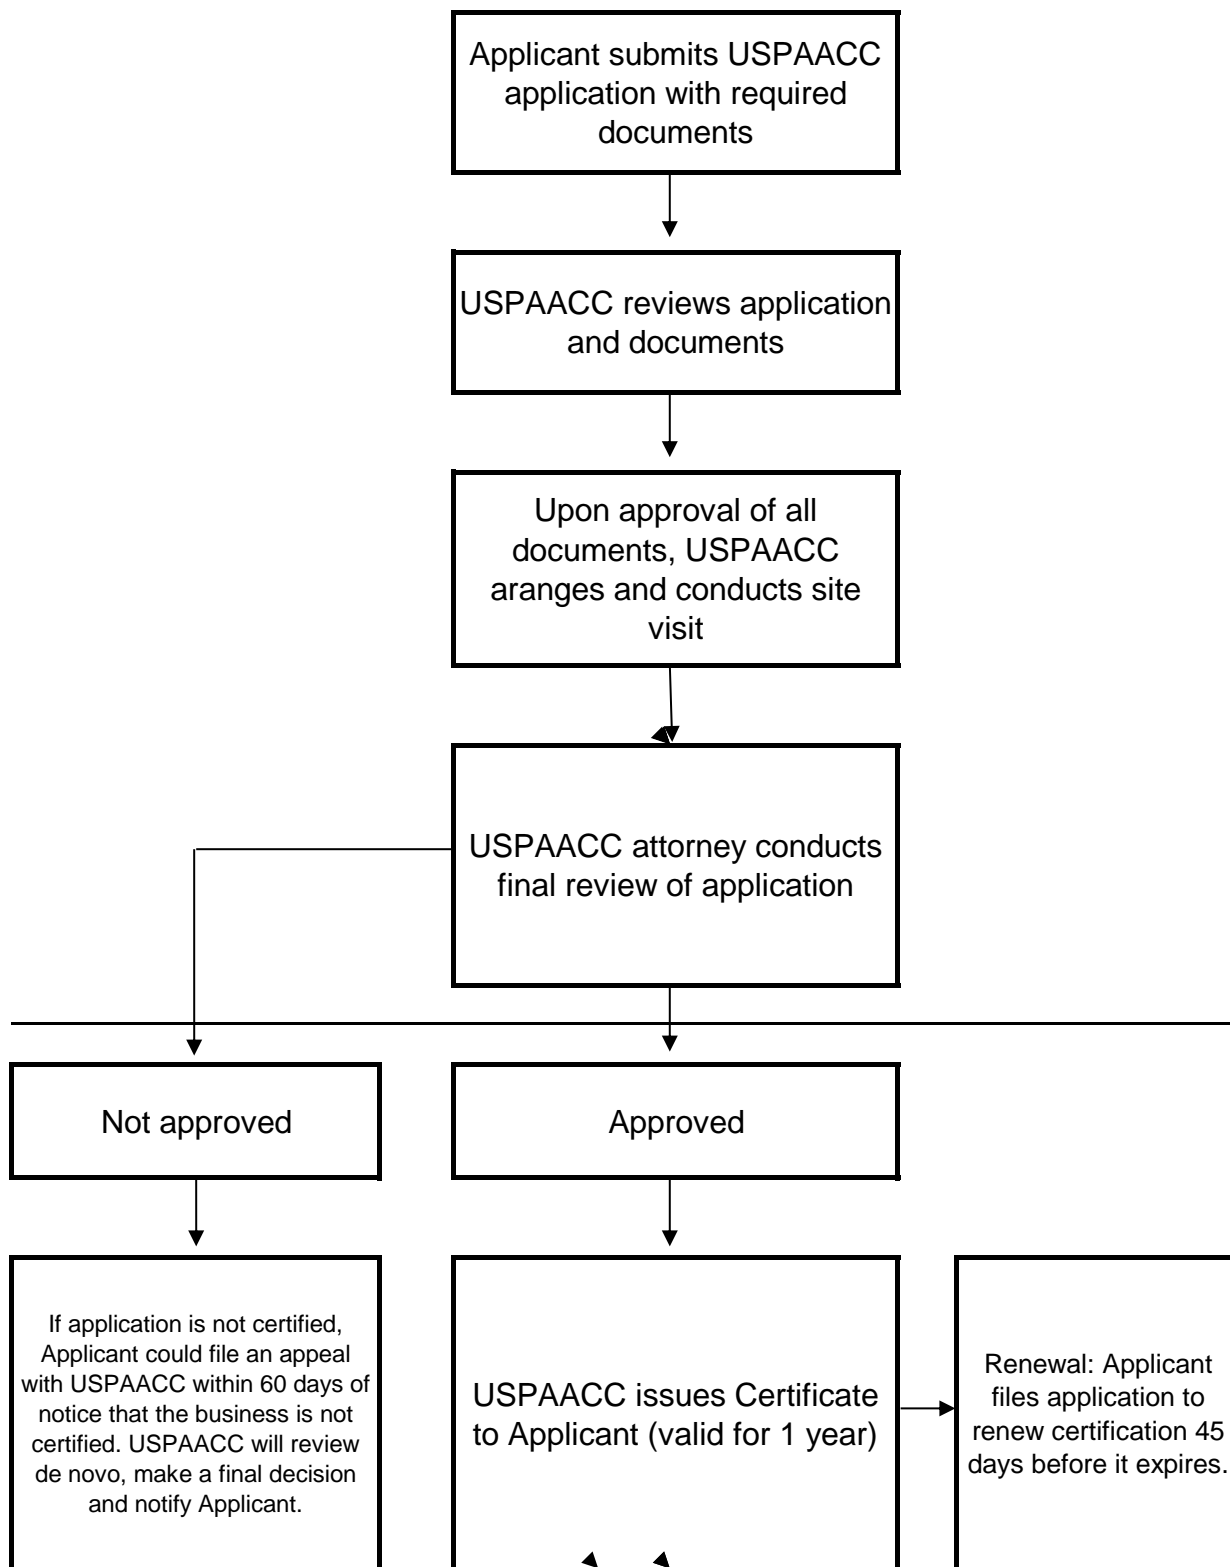 Applicant submits USPAACC
application with required
documents
USPAACC reviews application
and documents
Upon approval of all
documents, USPAACC
aranges and conducts site
visit
USPAACC attorney conducts
final review of application
Not approved
Approved
If application is not certified,
Applicant could file an appeal
with USPAACC within 60 days of
notice that the business is not
certified. USPAACC will review
de novo, make a final decision
and notify Applicant.
USPAACC issues Certificate
to Applicant (valid for 1 year)
Renewal: Applicant
files application to
renew certification 45
days before it expires.